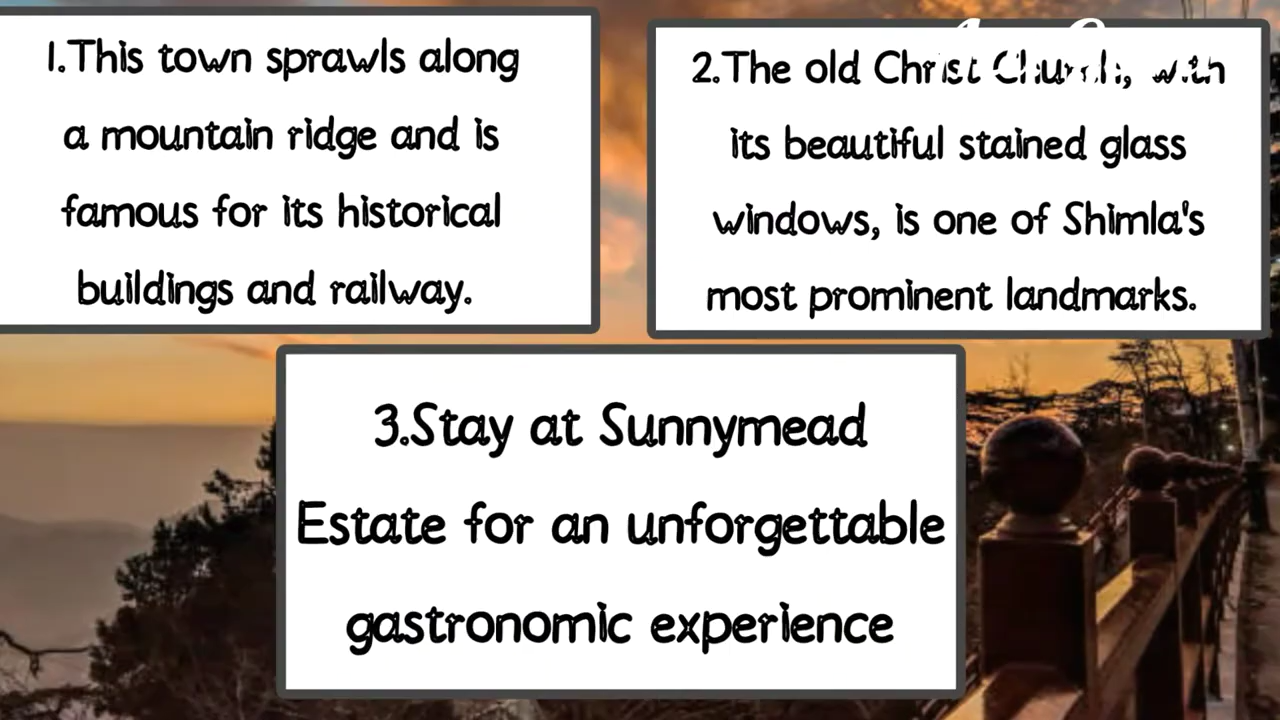 1.This town sprawls along
a mountain ridge and is
famous for its historical
buildings and railway.
2.The old Christ Church, with
its beautiful stained glass
windows, is one of Shimla's
most prominent landmarks.
3.Stay at Sunnymead
Estate for an unforgettable
gastronomic experience